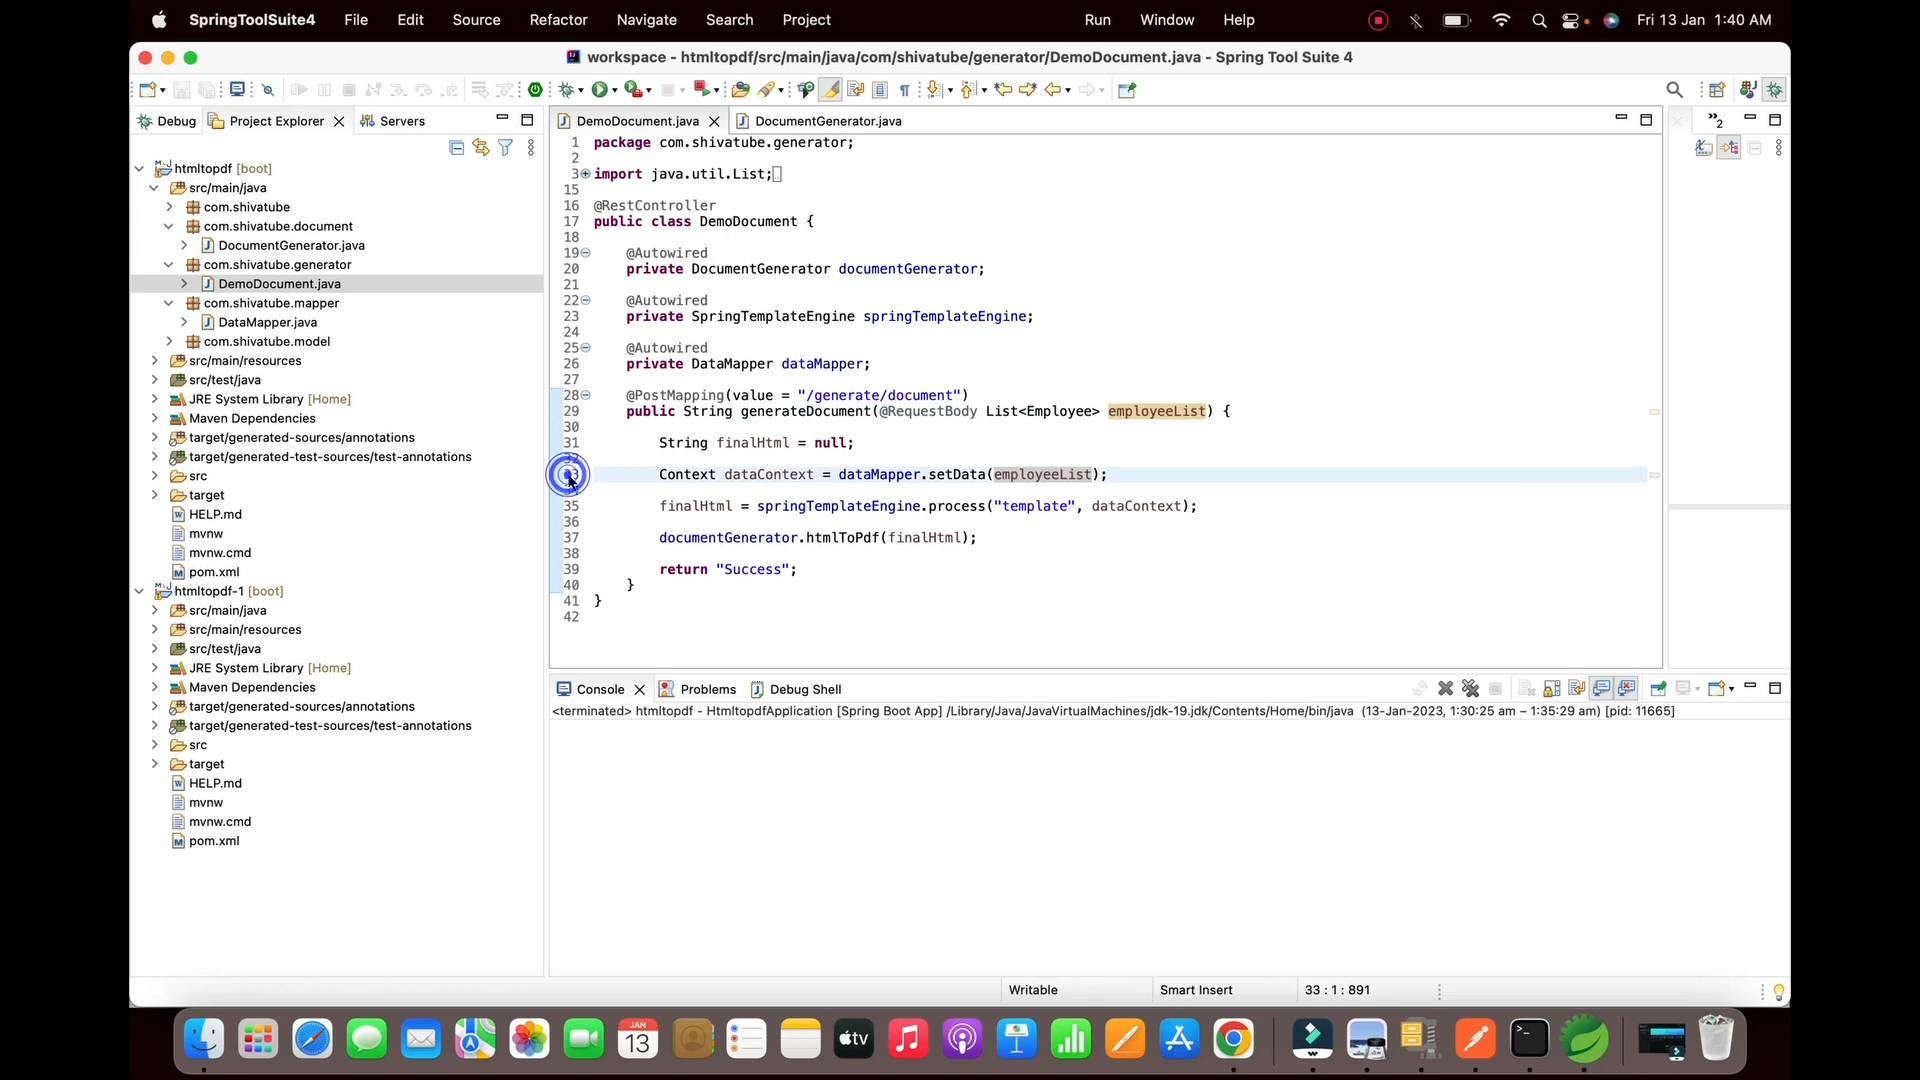 SpringToolSuite4 File Edit Source Refactor Navigate Search Project Run Window Help Fri 13 Jan 1:40 AM
workspace - htmltopdf/src/main/java/com/shivatube/generator/DemoDocument.java - Spring Tool Suite 4
Debug Project Explorer Servers
htmltopdf [boot]
src/main/java
com.shivatube
com.shivatube.document
DocumentGenerator.java
com.shivatube.generator
DemoDocument.java
com.shivatube.mapper
DataMapper.java
com.shivatube.model
src/main/resources
src/test/java
JRE System Library [Home]
Maven Dependencies
target/generated-sources/annotations
target/generated-test-sources/test-annotations
src
target
HELP.md
mvnw
mvnw.cmd
pom.xml
htmltopdf-1 [boot]
src/main/java
src/main/resources
src/test/java
JRE System Library [Home]
Maven Dependencies
target/generated-sources/annotations
target/generated-test-sources/test-annotations
src
target
HELP.md
mvnw
mvnw.cmd
pom.xml
DemoDocument.java DocumentGenerator.java
»2
1 package com.shivatube.generator;
2
3 import java.util.List;
15
16 @RestController
17 public class DemoDocument {
18
19 @Autowired
20 private DocumentGenerator documentGenerator;
21
22 @Autowired
23 private SpringTemplateEngine springTemplateEngine;
24
25 @Autowired
26 private DataMapper dataMapper;
27
28 @PostMapping(value = "/generate/document")
29 public String generateDocument(@RequestBody List<Employee> employeeList) {
30
31 String finalHtml = null;
Context dataContext = dataMapper.setData(employeeList);
35 finalHtml = springTemplateEngine.process("template", dataContext);
36
37 documentGenerator.htmlToPdf(finalHtml);
38
39 return "Success";
40 }
41 }
42
Console Problems Debug Shell
<terminated> htmltopdf - HtmltopdfApplication [Spring Boot App] /Library/Java/JavaVirtualMachines/jdk-19.jdk/Contents/Home/bin/java (13-Jan-2023, 1:30:25 am – 1:35:29 am) [pid: 11665]
Writable Smart Insert 33 : 1 : 891
JAN
13
tv